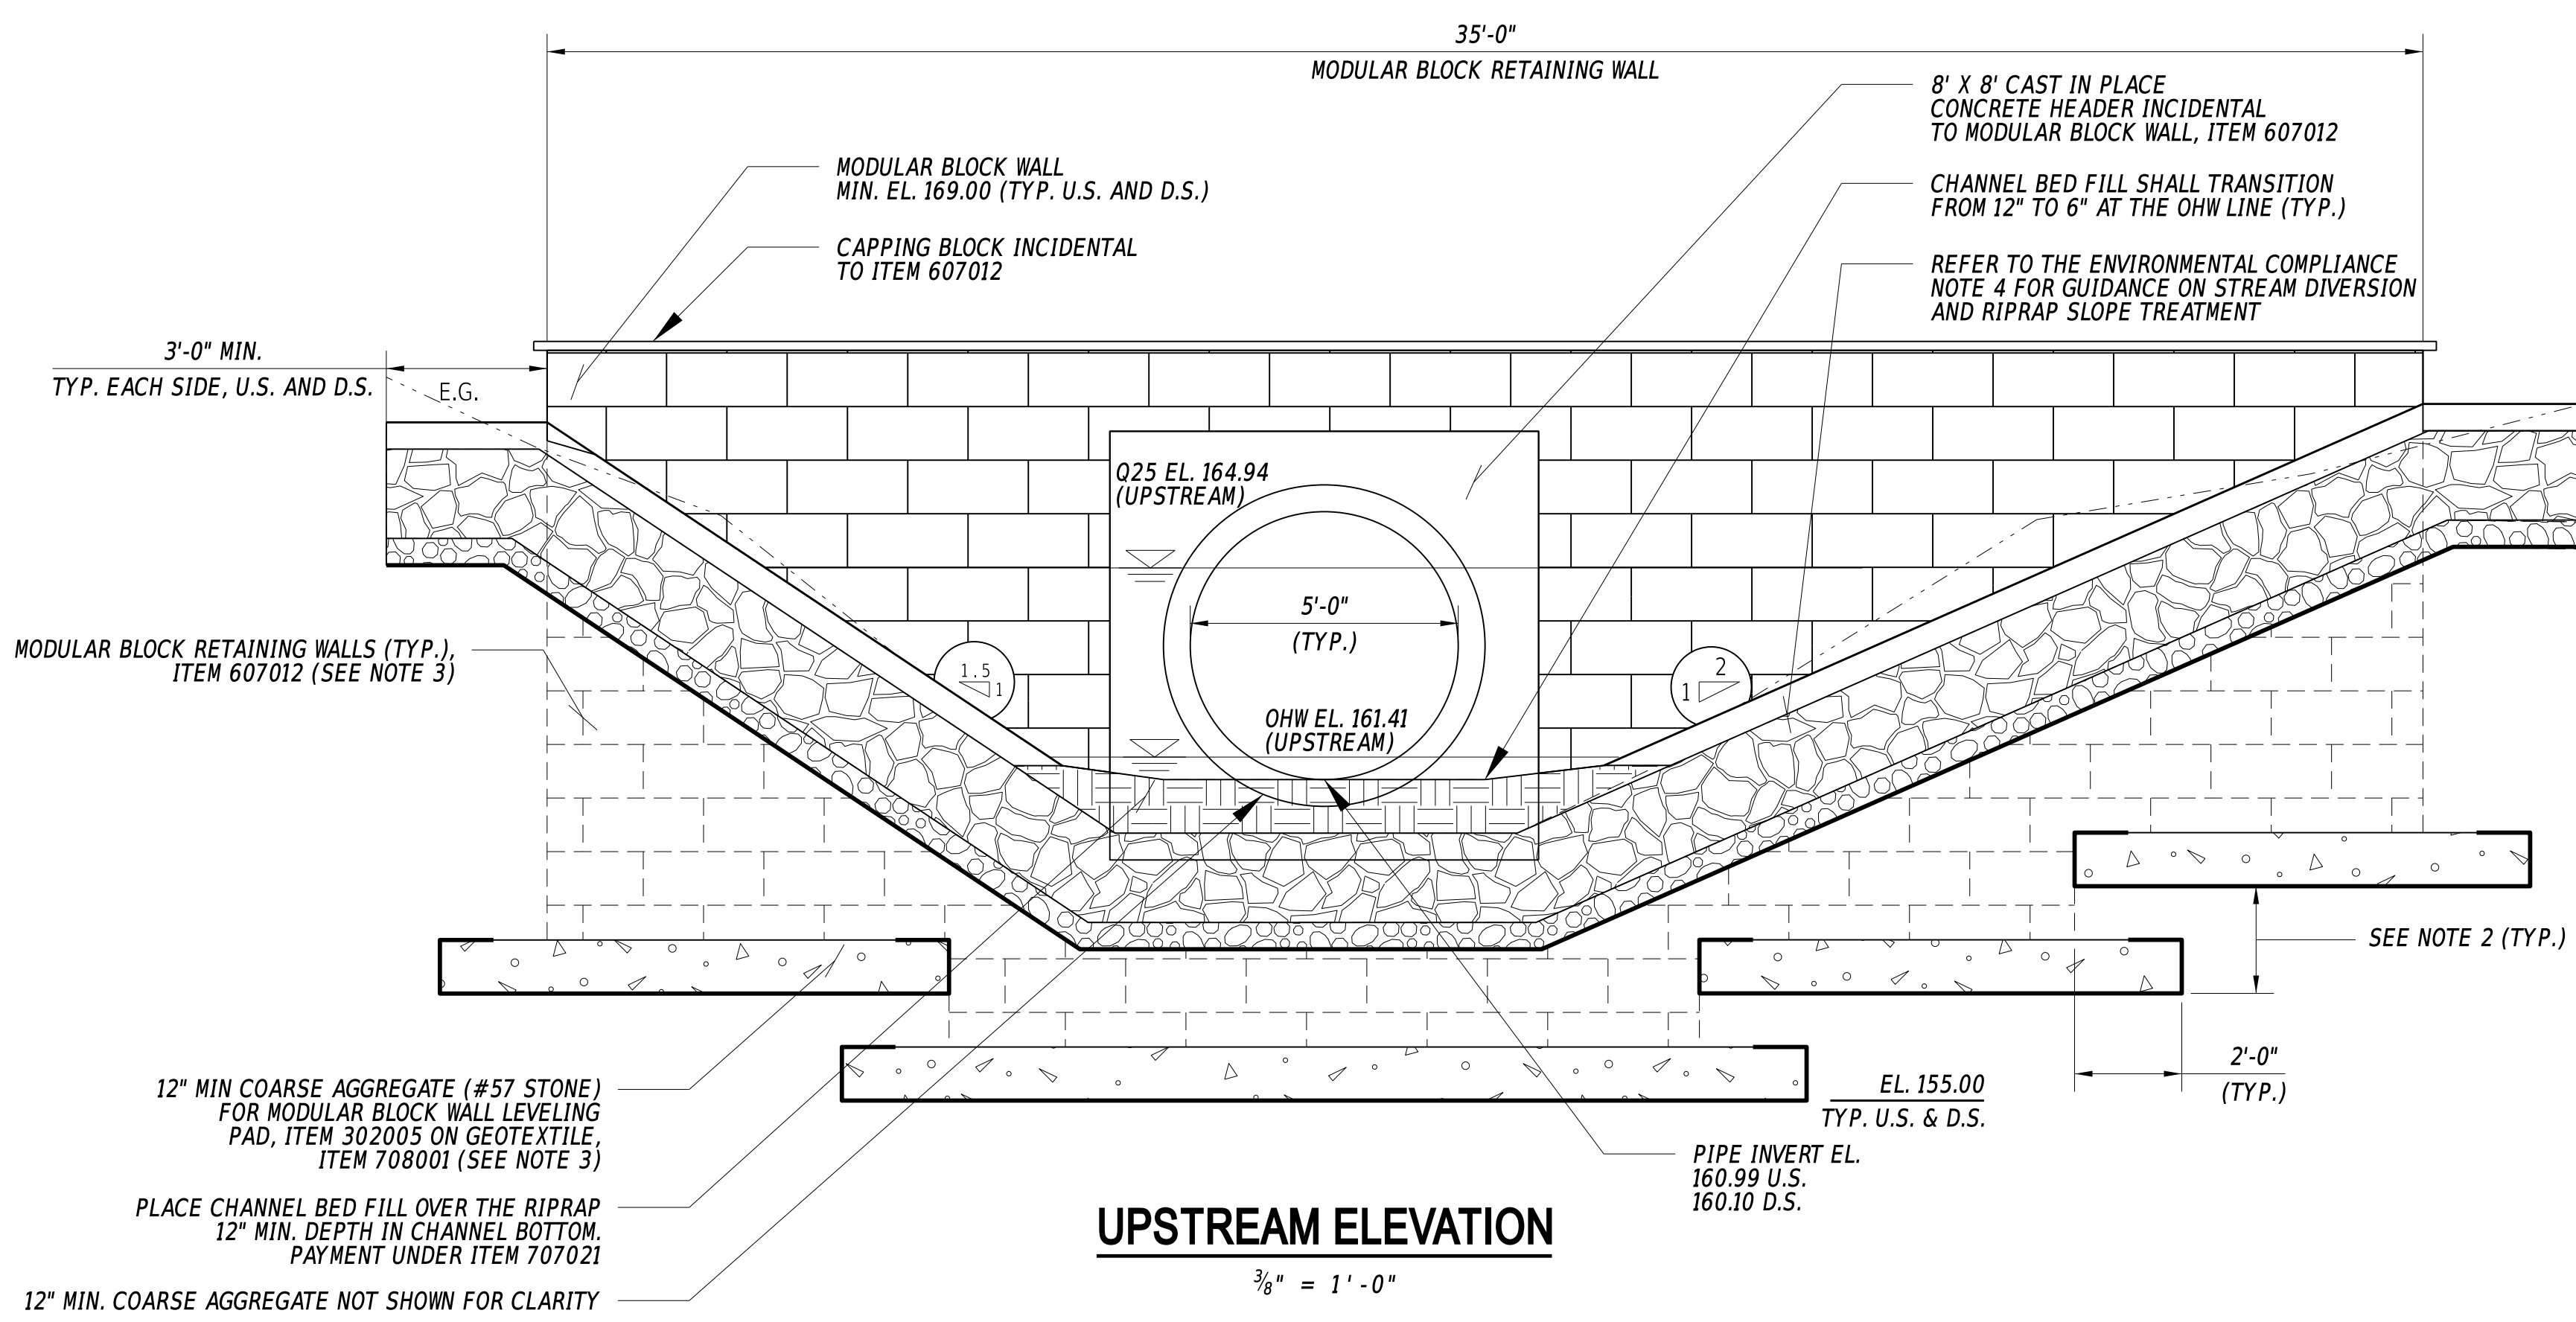 35'-0"
MODULAR BLOCK RETAINING WALL
8' X 8' CAST IN PLACE
CONCRETE HEADER INCIDENTAL
TO MODULAR BLOCK WALL, ITEM 607012
MODULAR BLOCK WALL
MIN. EL. 169.00 (TYP. U.S. AND D.S.)
CHANNEL BED FILL SHALL TRANSITION
FROM 12" TO 6" AT THE OHW LINE (TYP.)
CAPPING BLOCK INCIDENTAL
TO ITEM 607012
REFER TO THE ENVIRONMENTAL COMPLIANCE
NOTE 4 FOR GUIDANCE ON STREAM DIVERSION
AND RIPRAP SLOPE TREATMENT
3'-0" MIN.
TYP. EACH SIDE, U.S. AND D.S.
E.G.
Q25 EL. 164.94
(UPSTREAM)
5'-0"
(TYP.)
MODULAR BLOCK RETAINING WALLS (TYP.),
ITEM 607012 (SEE NOTE 3)
1.5
1
2
1
OHW EL. 161.41
(UPSTREAM)
SEE NOTE 2 (TYP.)
2'-0"
(TYP.)
EL. 155.00
TYP. U.S. & D.S.
12" MIN COARSE AGGREGATE (#57 STONE)
FOR MODULAR BLOCK WALL LEVELING
PAD, ITEM 302005 ON GEOTEXTILE,
ITEM 708001 (SEE NOTE 3)
PIPE INVERT EL.
160.99 U.S.
160.10 D.S.
PLACE CHANNEL BED FILL OVER THE RIPRAP
12" MIN. DEPTH IN CHANNEL BOTTOM.
PAYMENT UNDER ITEM 707021
12" MIN. COARSE AGGREGATE NOT SHOWN FOR CLARITY
UPSTREAM ELEVATION
3/8" = 1'-0"